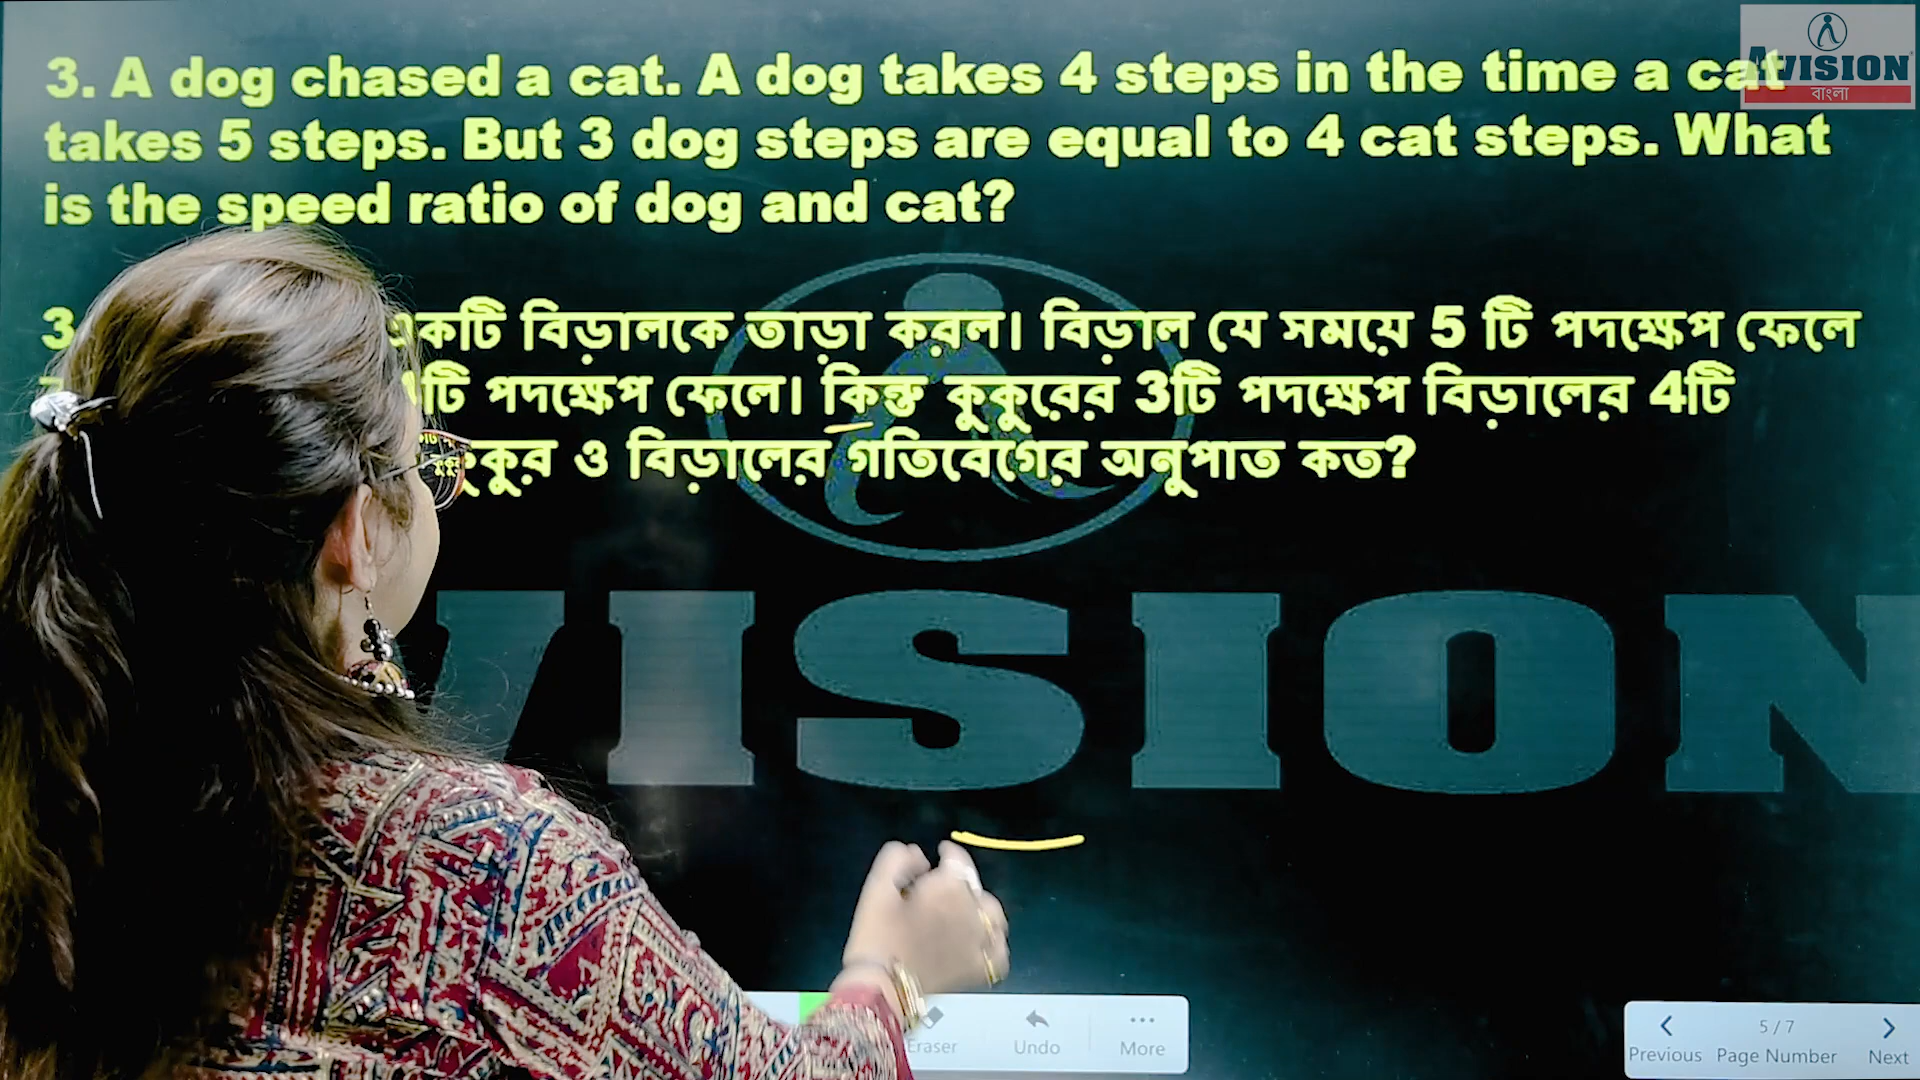 3. A dog chased a cat. A dog takes 4 steps in the time a cat
takes 5 steps. But 3 dog steps are equal to 4 cat steps. What
is the speed ratio of dog and cat?
3 একটি বিড়ালকে তাড়া করল। বিড়াল যে সময়ে 5 টি পদক্ষেপ ফেলে
টি পদক্ষেপ ফেলে। কিন্তু কুকুরের 3টি পদক্ষেপ বিড়ালের 4টি
কুকুর ও বিড়ালের গতিবেগের অনুপাত কত?
VISION
AVISION
বাংলা
Eraser Undo More
5 / 7
Previous Page Number Next